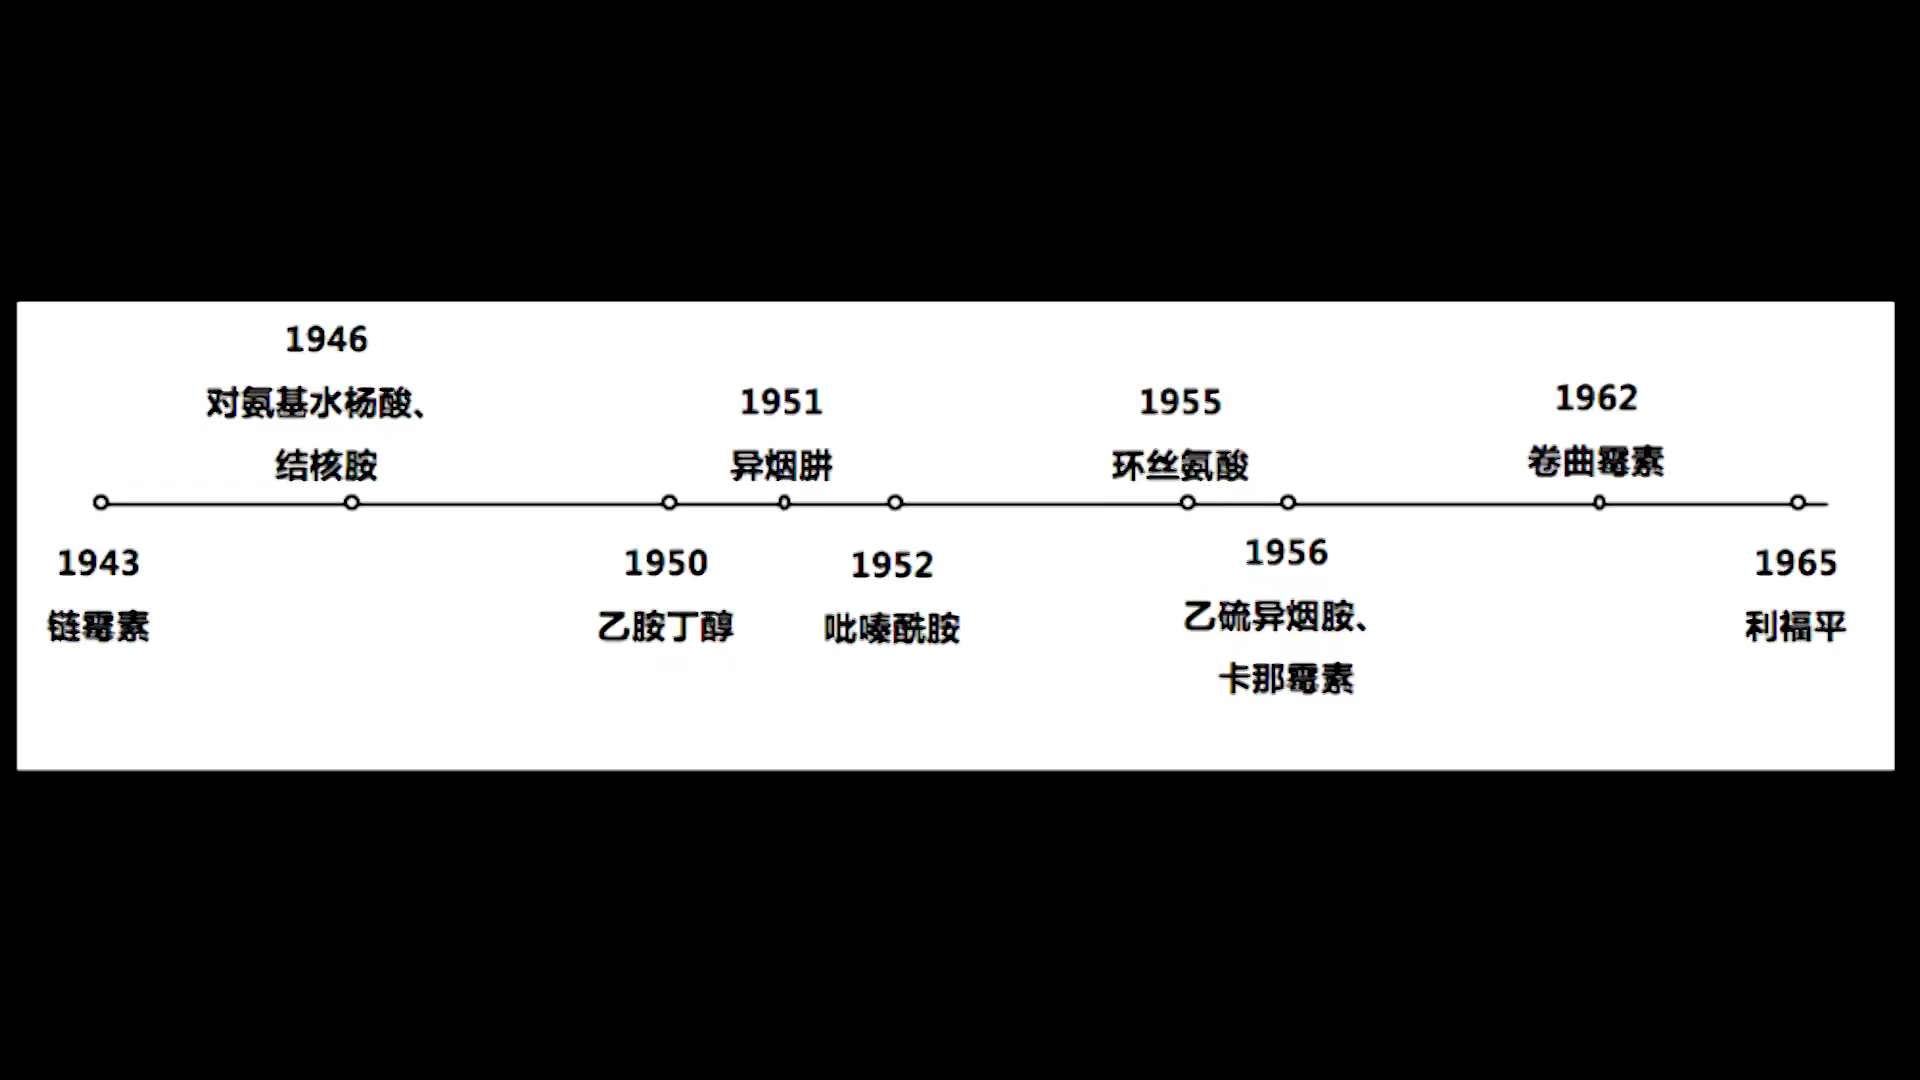 1943
链霉素
1946
对氨基水杨酸、
结核胺
1950
乙胺丁醇
1951
异烟肼
1952
吡嗪酰胺
1955
环丝氨酸
1956
乙硫异烟胺、
卡那霉素
1962
卷曲霉素
1965
利福平